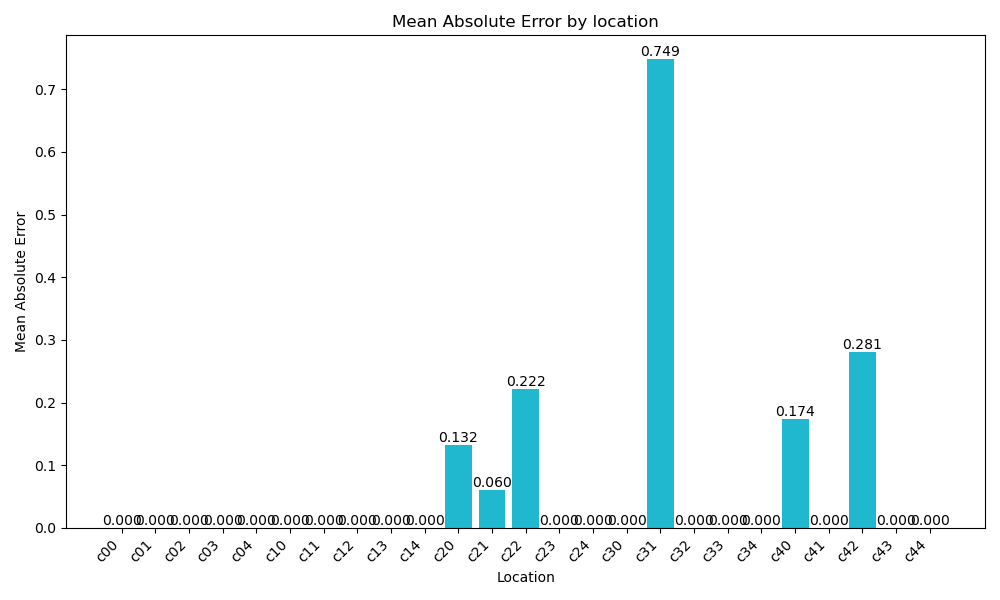 Mean Absolute Error by location
Mean Absolute Error
0.7
0.6
0.5
0.4
0.3
0.2
0.1
0.0
0.000 0.000 0.000 0.000 0.000 0.000 0.000 0.000 0.000 0.000 0.132 0.060 0.222 0.000 0.000 0.000 0.749 0.000 0.000 0.000 0.174 0.000 0.281 0.000 0.000
c00 c01 c02 c03 c04 c10 c11 c12 c13 c14 c20 c21 c22 c23 c24 c30 c31 c32 c33 c34 c40 c41 c42 c43 c44
Location